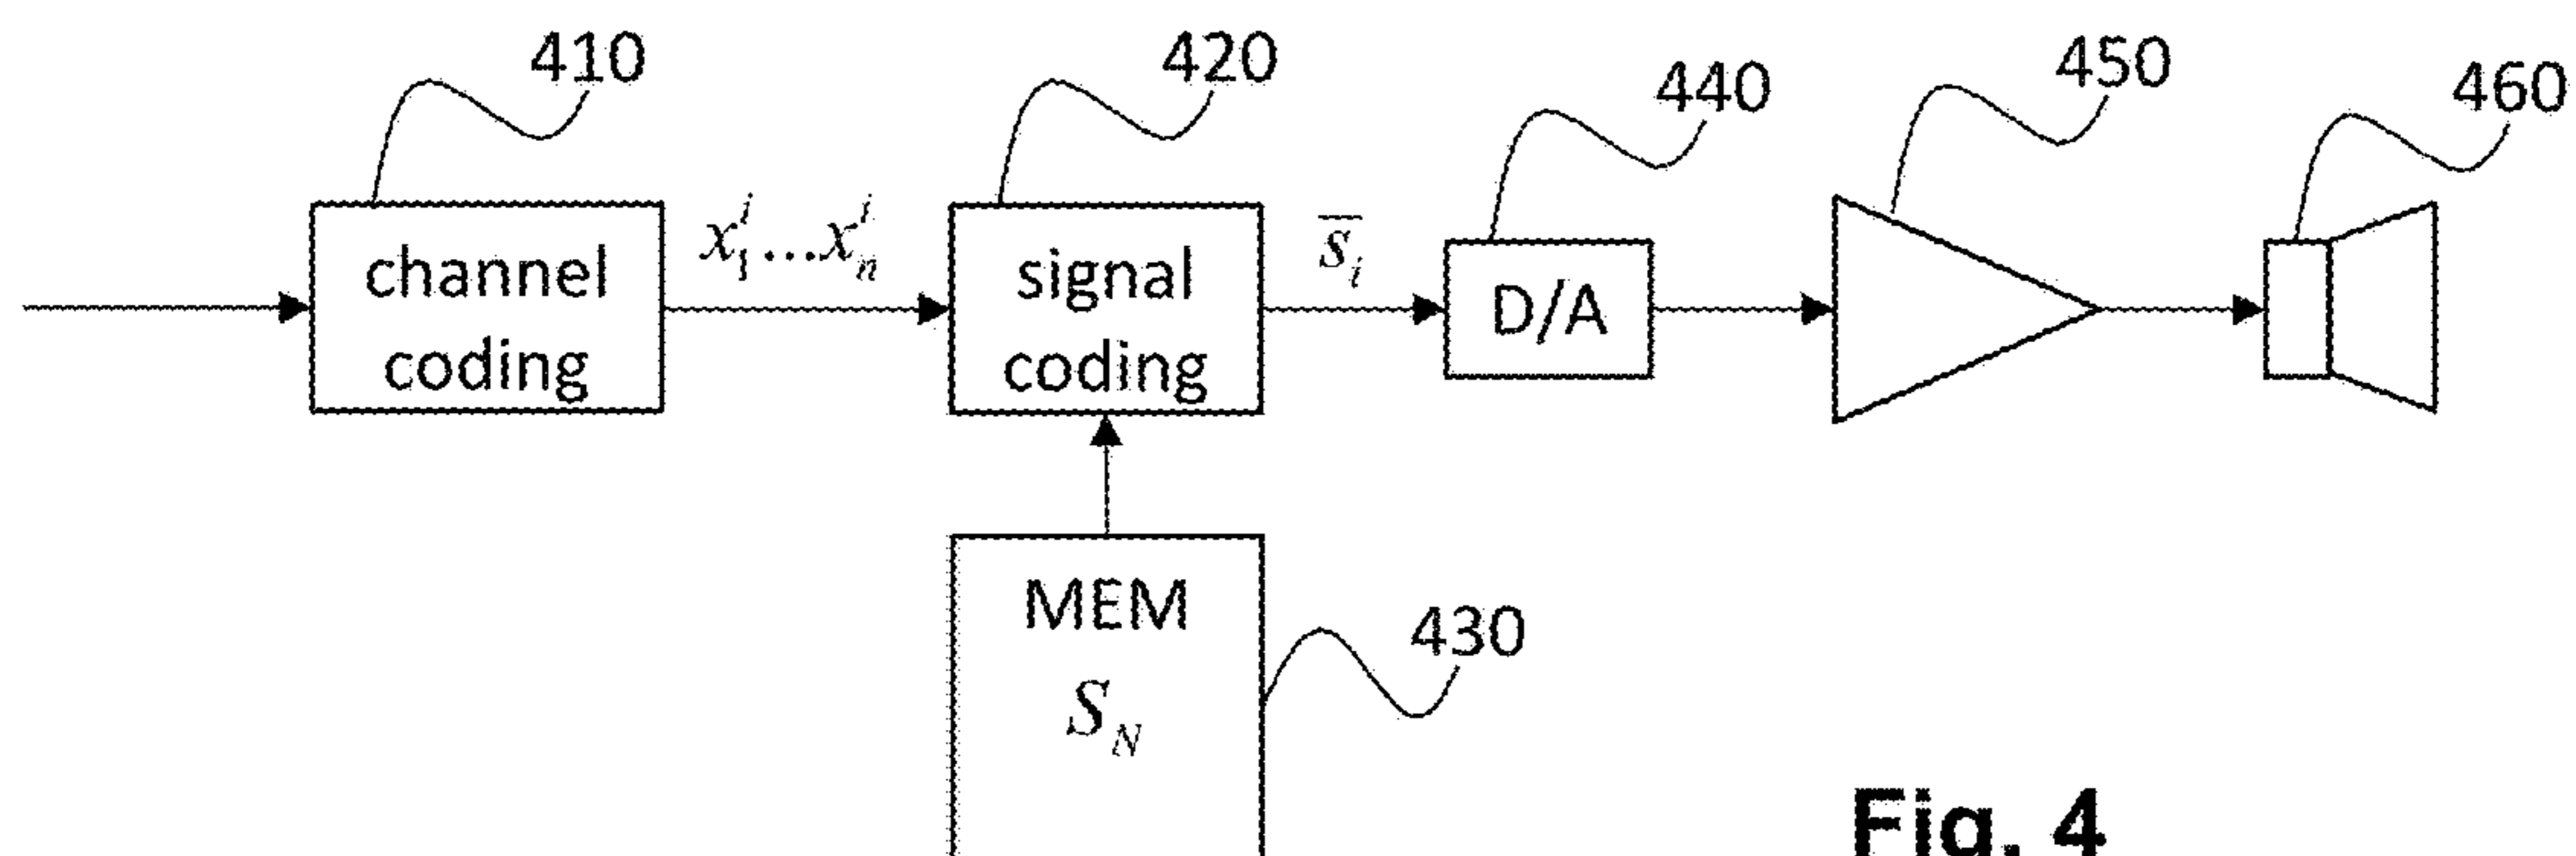 410
420
440
450
460
channel
coding
x₁ⁱ...xₙⁱ
signal
coding
s̅ᵢ
D/A
MEM
S_N
430
Fig. 4